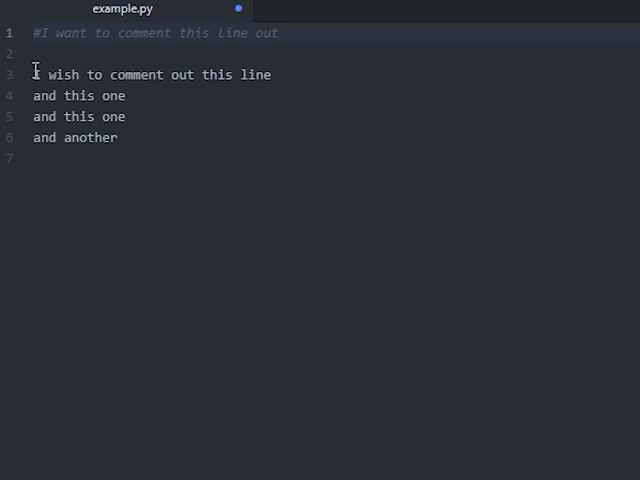 example.py
1 #I want to comment this line out
2
3 I wish to comment out this line
4 and this one
5 and this one
6 and another
7